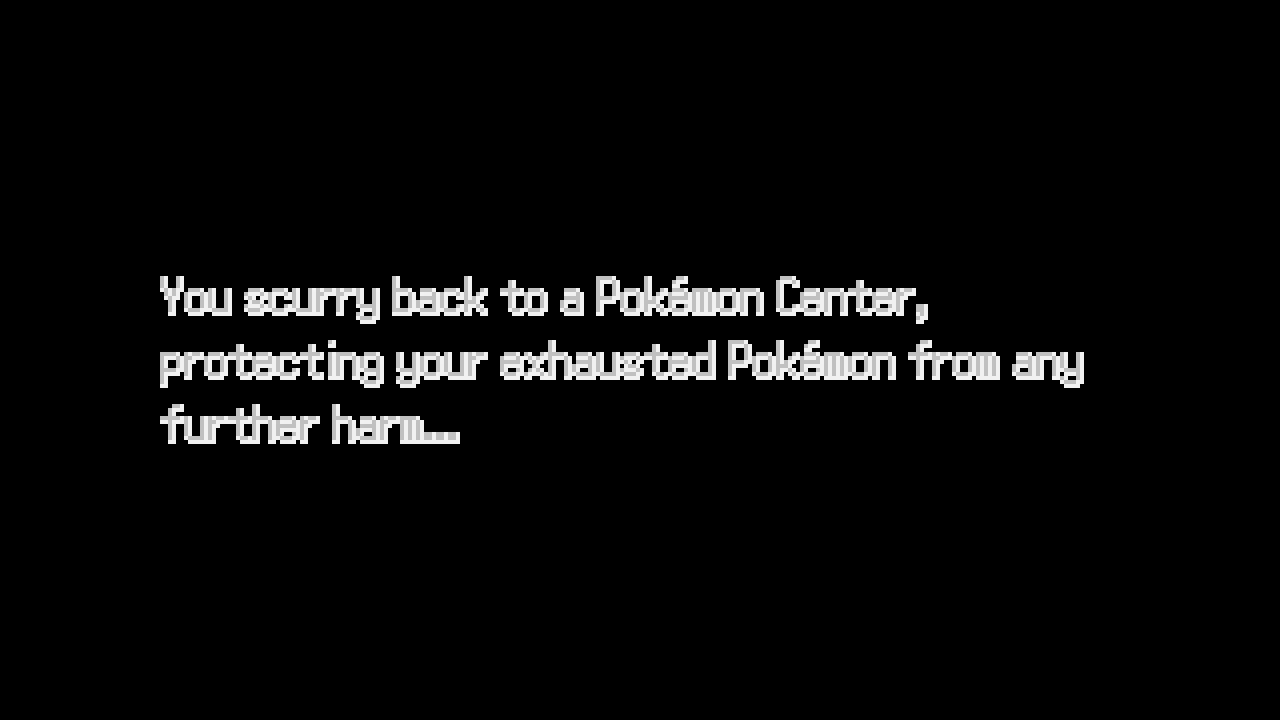 You scurry back to a Pokémon Center,
protecting your exhausted Pokémon from any
further harm...